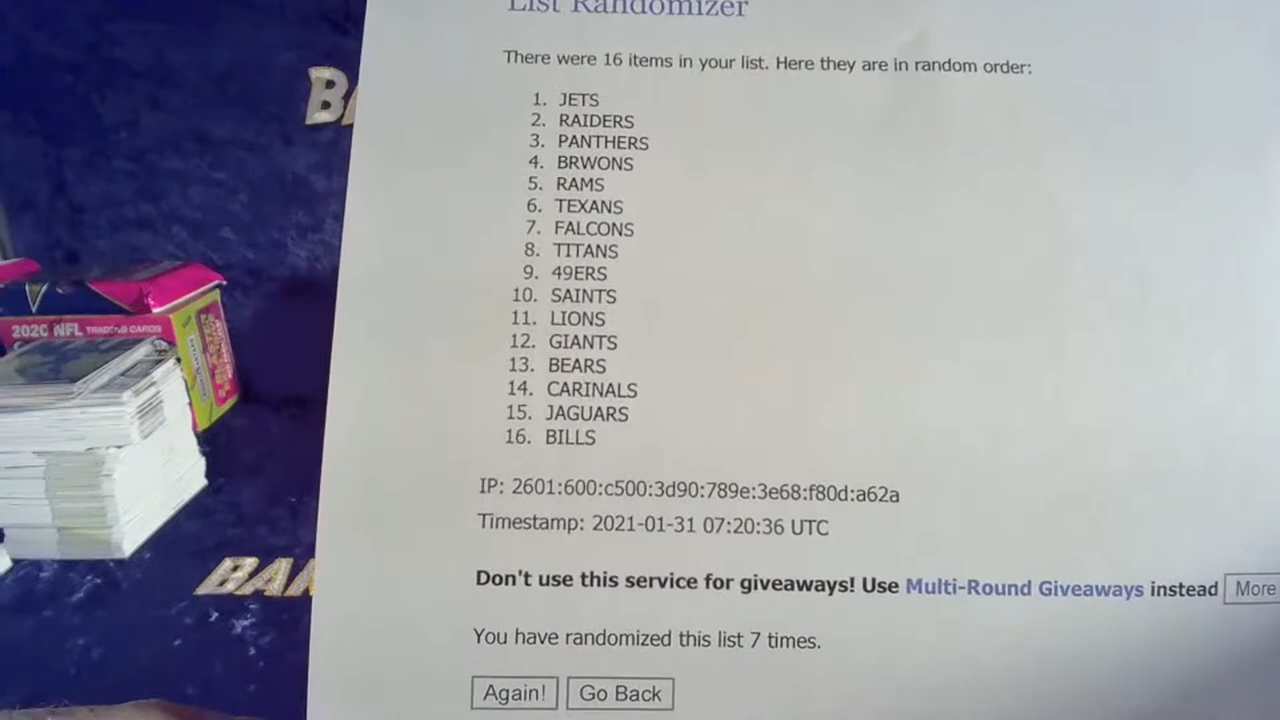 List Randomizer
There were 16 items in your list. Here they are in random order:
1. JETS
2. RAIDERS
3. PANTHERS
4. BRWONS
5. RAMS
6. TEXANS
7. FALCONS
8. TITANS
9. 49ERS
10. SAINTS
11. LIONS
12. GIANTS
13. BEARS
14. CARINALS
15. JAGUARS
16. BILLS
IP: 2601:600:c500:3d90:789e:3e68:f80d:a62a
Timestamp: 2021-01-31 07:20:36 UTC
Don't use this service for giveaways! Use Multi-Round Giveaways instead More
You have randomized this list 7 times.
Again! Go Back
2020 NFL TRADING CARDS